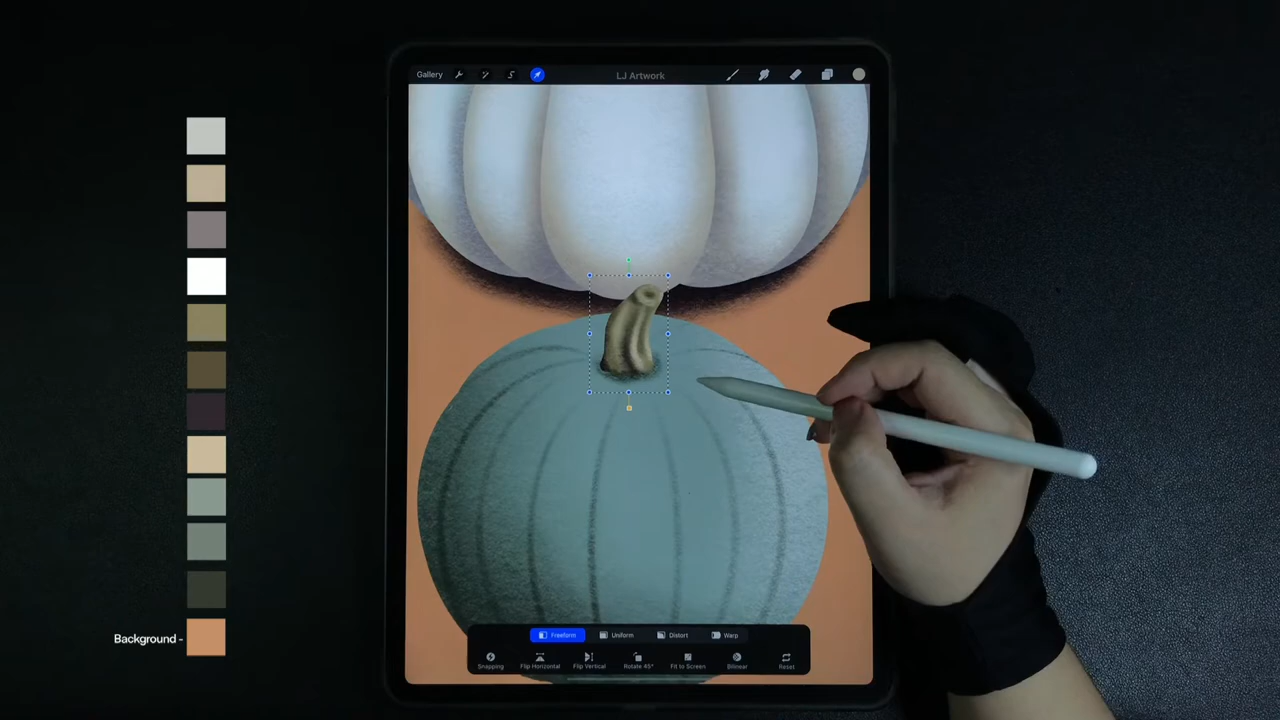 Gallery
LJ Artwork
Background -
Freeform Uniform Distort Warp
Snapping Flip Horizontal Flip Vertical Rotate 45° Fit to Screen Bilinear Reset